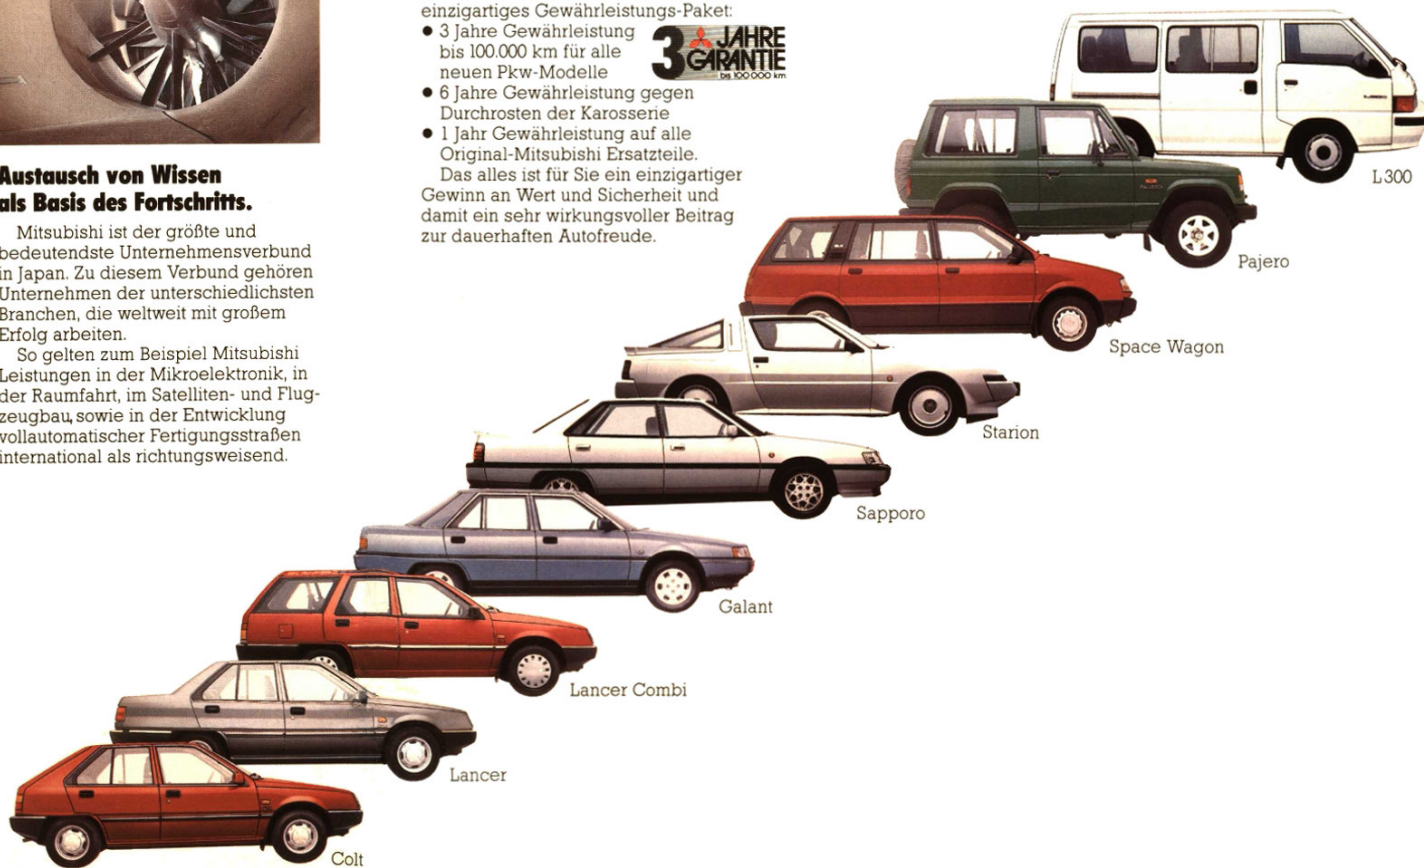 Austausch von Wissen
als Basis des Fortschritts.
Mitsubishi ist der größte und
bedeutendste Unternehmensverbund
in Japan. Zu diesem Verbund gehören
Unternehmen der unterschiedlichsten
Branchen, die weltweit mit großem
Erfolg arbeiten.
So gelten zum Beispiel Mitsubishi
Leistungen in der Mikroelektronik, in
der Raumfahrt, im Satelliten- und Flug-
zeugbau, sowie in der Entwicklung
vollautomatischer Fertigungsstraßen
international als richtungsweisend.
einzigartiges Gewährleistungs-Paket:
● 3 Jahre Gewährleistung
bis 100.000 km für alle
neuen Pkw-Modelle
● 6 Jahre Gewährleistung gegen
Durchrosten der Karosserie
● 1 Jahr Gewährleistung auf alle
Original-Mitsubishi Ersatzteile.
Das alles ist für Sie ein einzigartiger
Gewinn an Wert und Sicherheit und
damit ein sehr wirkungsvoller Beitrag
zur dauerhaften Autofreude.
3 JAHRE
GARANTIE
bis 100 000 km
L 300
Pajero
Space Wagon
Starion
Sapporo
Galant
Lancer Combi
Lancer
Colt